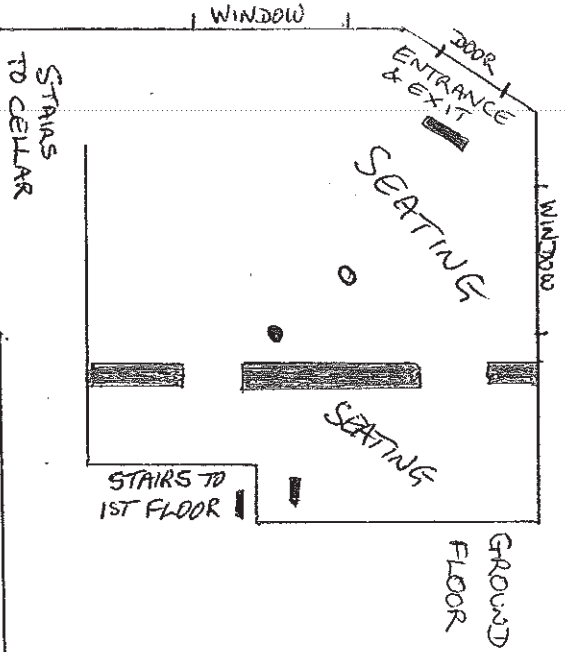 WINDOW
DOOR
ENTRANCE
& EXIT
STAIRS
TO CELLAR
SEATING
WINDOW
SEATING
STAIRS TO
1ST FLOOR
GROUND
FLOOR